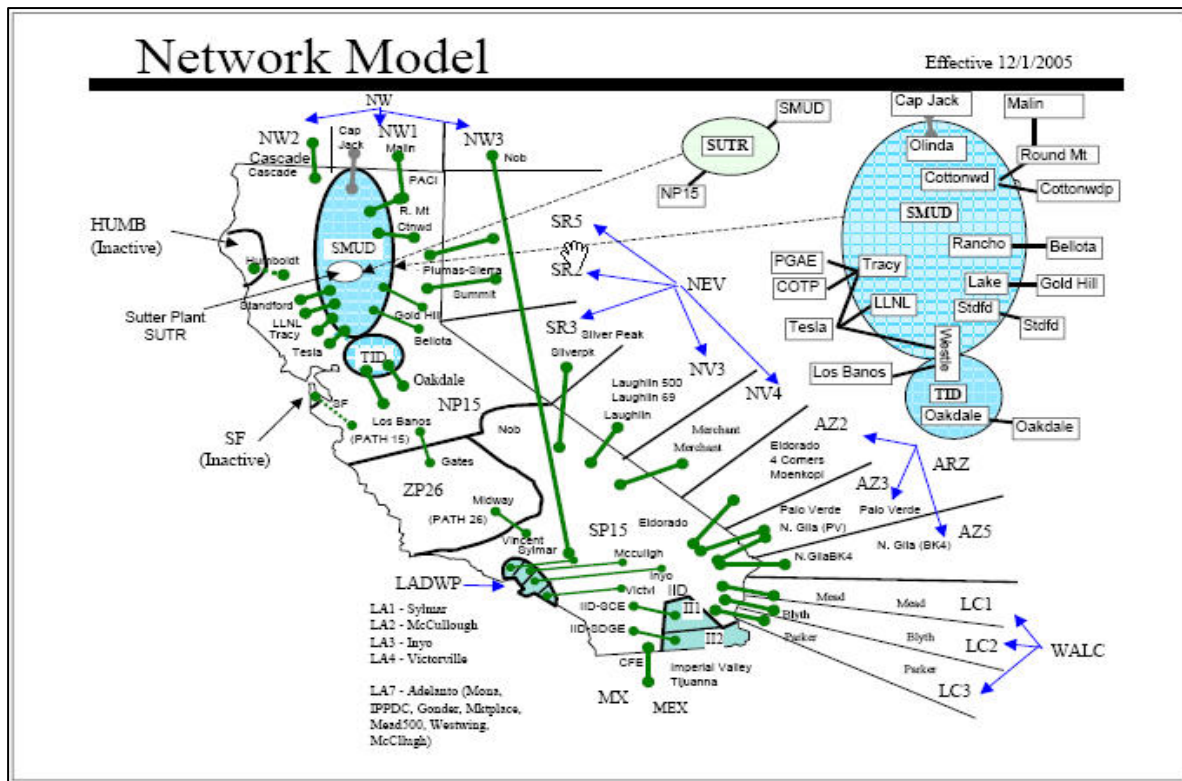 Network Model
Effective 12/1/2005
NW
NW2
Cascade
Cascade
Cap
Jack
NW1
Malin
NW3
Nob
PACI
R. Mt
Ctnwd
SMUD
HUMB
(Inactive)
Humboldt
Plumas-Sierra
Summit
Standford
LLNL
Tracy
Tesla
Gold Hill
Bellota
Sutter Plant
SUTR
TID
Oakdale
NP15
SF
SF
(Inactive)
Los Banos
(PATH 15)
Gates
Nob
ZP26
Midway
(PATH 26)
Vincent
Sylmar
SP15
SUTR
SMUD
NP15
SR5
SR2
SR3
NEV
NV3
NV4
Silver Peak
Silverpk
Laughlin 500
Laughlin 69
Laughlin
Merchant
Merchant
AZ2
Eldorado
4 Corners
Moenkopi
ARZ
AZ3
Palo Verde
Palo Verde
Eldorado
N. Gila (PV)
N. Gila (BK4)
AZ5
N.GilaBK4
Mccullgh
Inyo
Victvl
IID
II1
II2
IID-SCE
IID-SDGE
CFE
Imperial Valley
Tijuanna
MX
MEX
Mead
Mead
LC1
Blyth
Blyth
LC2
Parker
Parker
LC3
WALC
LADWP
LA1 - Sylmar
LA2 - McCullough
LA3 - Inyo
LA4 - Victorville
LA7 - Adelanto (Mona,
IPPDC, Gonder, Mktplace,
Mead500, Westwing,
McCllugh)
Cap Jack
Malin
Olinda
Round Mt
Cottonwd
Cottonwdp
SMUD
Rancho
Bellota
PGAE
Tracy
COTP
Lake
Gold Hill
LLNL
Stdfd
Stdfd
Tesla
Westle
Los Banos
TID
Oakdale
Oakdale